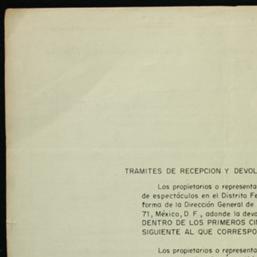 TRAMITES DE RECEPCION Y DEVOL
Los propietarios o representa
de espectáculos en el Distrito Fe
forma de la Dirección General de
71, México, D. F., adonde la devo
DENTRO DE LOS PRIMEROS CI
SIGUIENTE AL QUE CORRESPO
Los propietarios o representa